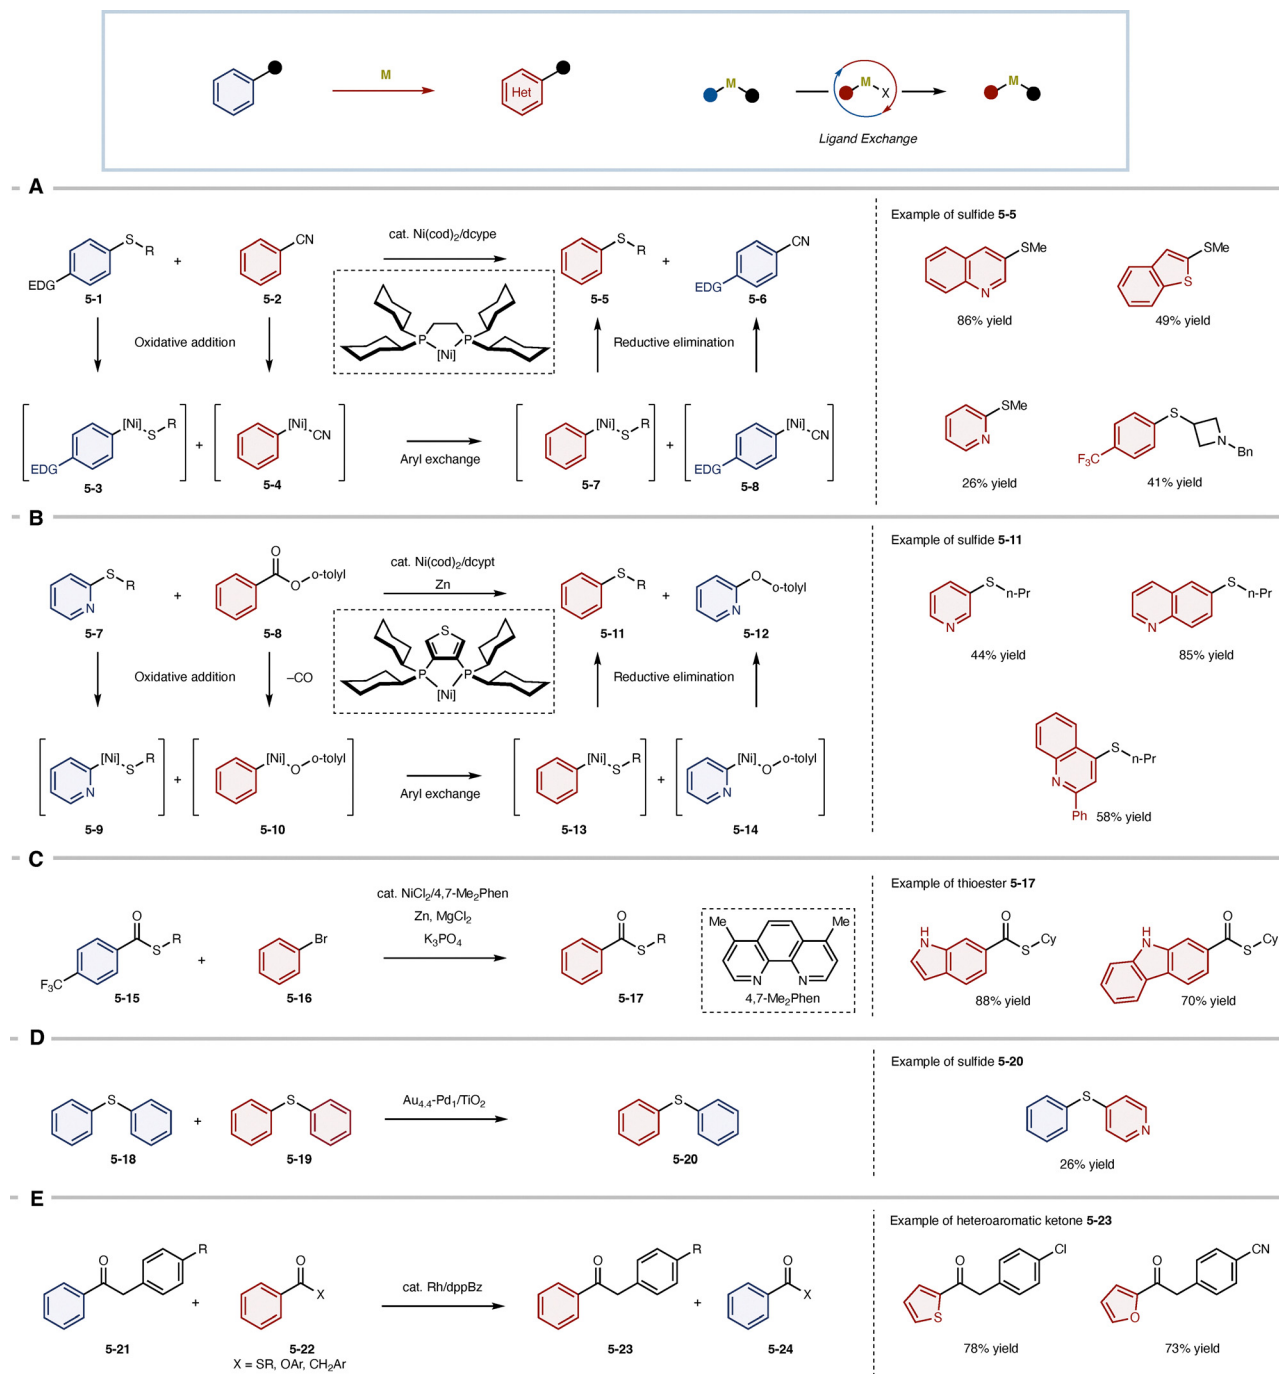 M
Het
M
M
X
M
Ligand Exchange
A
S
R
EDG
5-1
+
CN
5-2
cat. Ni(cod)2/dcype
P
P
[Ni]
S
R
5-5
+
CN
EDG
5-6
Oxidative addition
Reductive elimination
[Ni]
S
R
EDG
5-3
+
[Ni]
CN
5-4
Aryl exchange
[Ni]
S
R
5-7
+
[Ni]
CN
EDG
5-8
Example of sulfide 5-5
SMe
N
86% yield
SMe
S
49% yield
SMe
N
26% yield
S
N
Bn
F3C
41% yield
B
S
R
N
5-7
+
O
O
o-tolyl
5-8
cat. Ni(cod)2/dcypt
Zn
S
P
P
[Ni]
S
R
5-11
+
O
o-tolyl
N
5-12
Oxidative addition
–CO
Reductive elimination
[Ni]
S
R
N
5-9
+
[Ni]
O
o-tolyl
5-10
Aryl exchange
[Ni]
S
R
5-13
+
[Ni]
O
o-tolyl
N
5-14
Example of sulfide 5-11
S
n-Pr
N
44% yield
S
n-Pr
N
85% yield
S
n-Pr
N
Ph
58% yield
C
O
S
R
F3C
5-15
+
Br
5-16
cat. NiCl2/4,7-Me2Phen
Zn, MgCl2
K3PO4
O
S
R
5-17
Me
Me
N
N
4,7-Me2Phen
Example of thioester 5-17
H
N
O
S
Cy
88% yield
H
N
O
S
Cy
70% yield
D
S
5-18
+
S
5-19
Au4.4-Pd1/TiO2
S
5-20
Example of sulfide 5-20
S
N
26% yield
E
O
R
5-21
+
O
X
5-22
X = SR, OAr, CH2Ar
cat. Rh/dppBz
O
R
5-23
+
O
X
5-24
Example of heteroaromatic ketone 5-23
O
Cl
S
78% yield
O
CN
O
73% yield